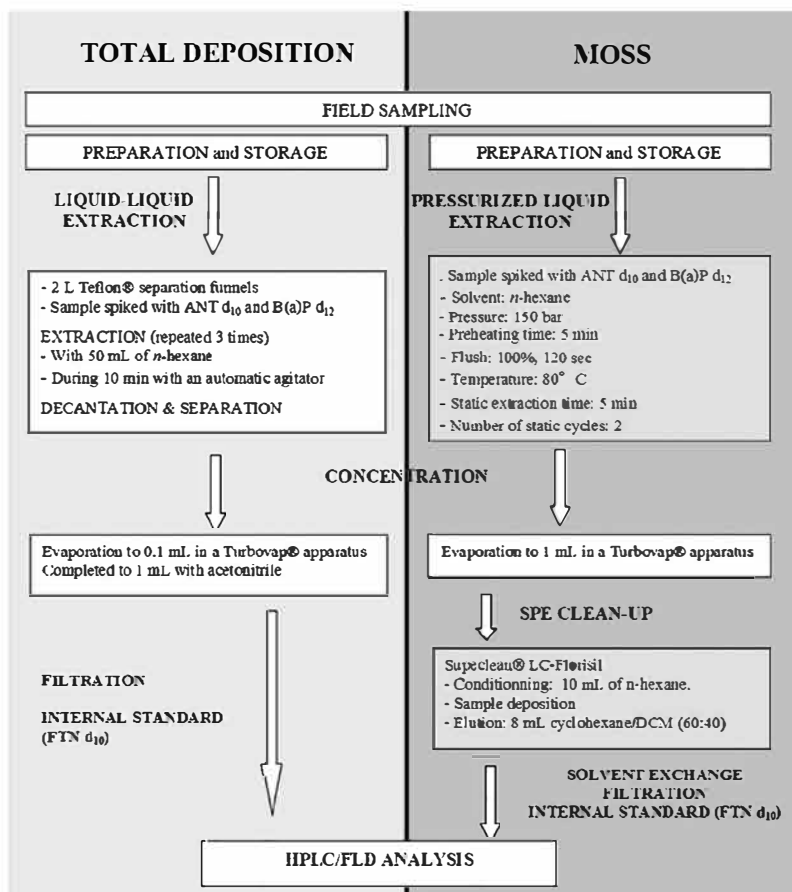 TOTAL DEPOSITION
MOSS
FIELD SAMPLING
PREPARATION and STORAGE
PREPARATION and STORAGE
LIQUID-LIQUID
EXTRACTION
PRESSURIZED LIQUID
EXTRACTION
- 2 L Teflon® separation funnels
- Sample spiked with ANT d10 and B(a)P d12
EXTRACTION (repeated 3 times)
- With 50 mL of n-hexane
- During 10 min with an automatic agitator
DECANTATION & SEPARATION
. Sample spiked with ANT d10 and B(a)P d12
- Solvent: n-hexane
- Pressure: 150 bar
- Preheating time: 5 min
- Flush: 100%, 120 sec
- Temperature: 80° C
- Static extraction time: 5 min
- Number of static cycles: 2
CONCENTRATION
Evaporation to 0.1 mL in a Turbovap® apparatus
Completed to 1 mL with acetonitrile
Evaporation to 1 mL in a Turbovap® apparatus
SPE CLEAN-UP
Supeclean® LC-Florisil
- Conditionning: 10 mL of n-hexane.
- Sample deposition
- Elution: 8 mL cyclohexane/DCM (60:40)
FILTRATION
INTERNAL STANDARD
(FTN d10)
SOLVENT EXCHANGE
FILTRATION
INTERNAL STANDARD (FTN d10)
HPLC/FLD ANALYSIS